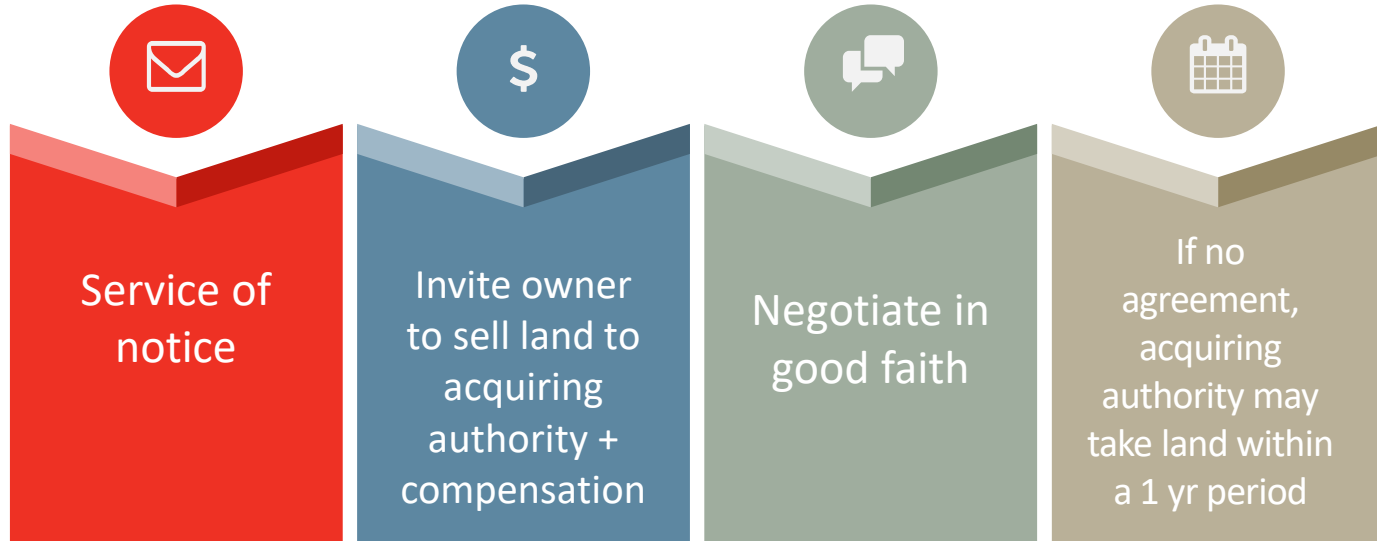 $
Service of
notice
Invite owner
to sell land to
acquiring
authority +
compensation
Negotiate in
good faith
If no
agreement,
acquiring
authority may
take land within
a 1 yr period